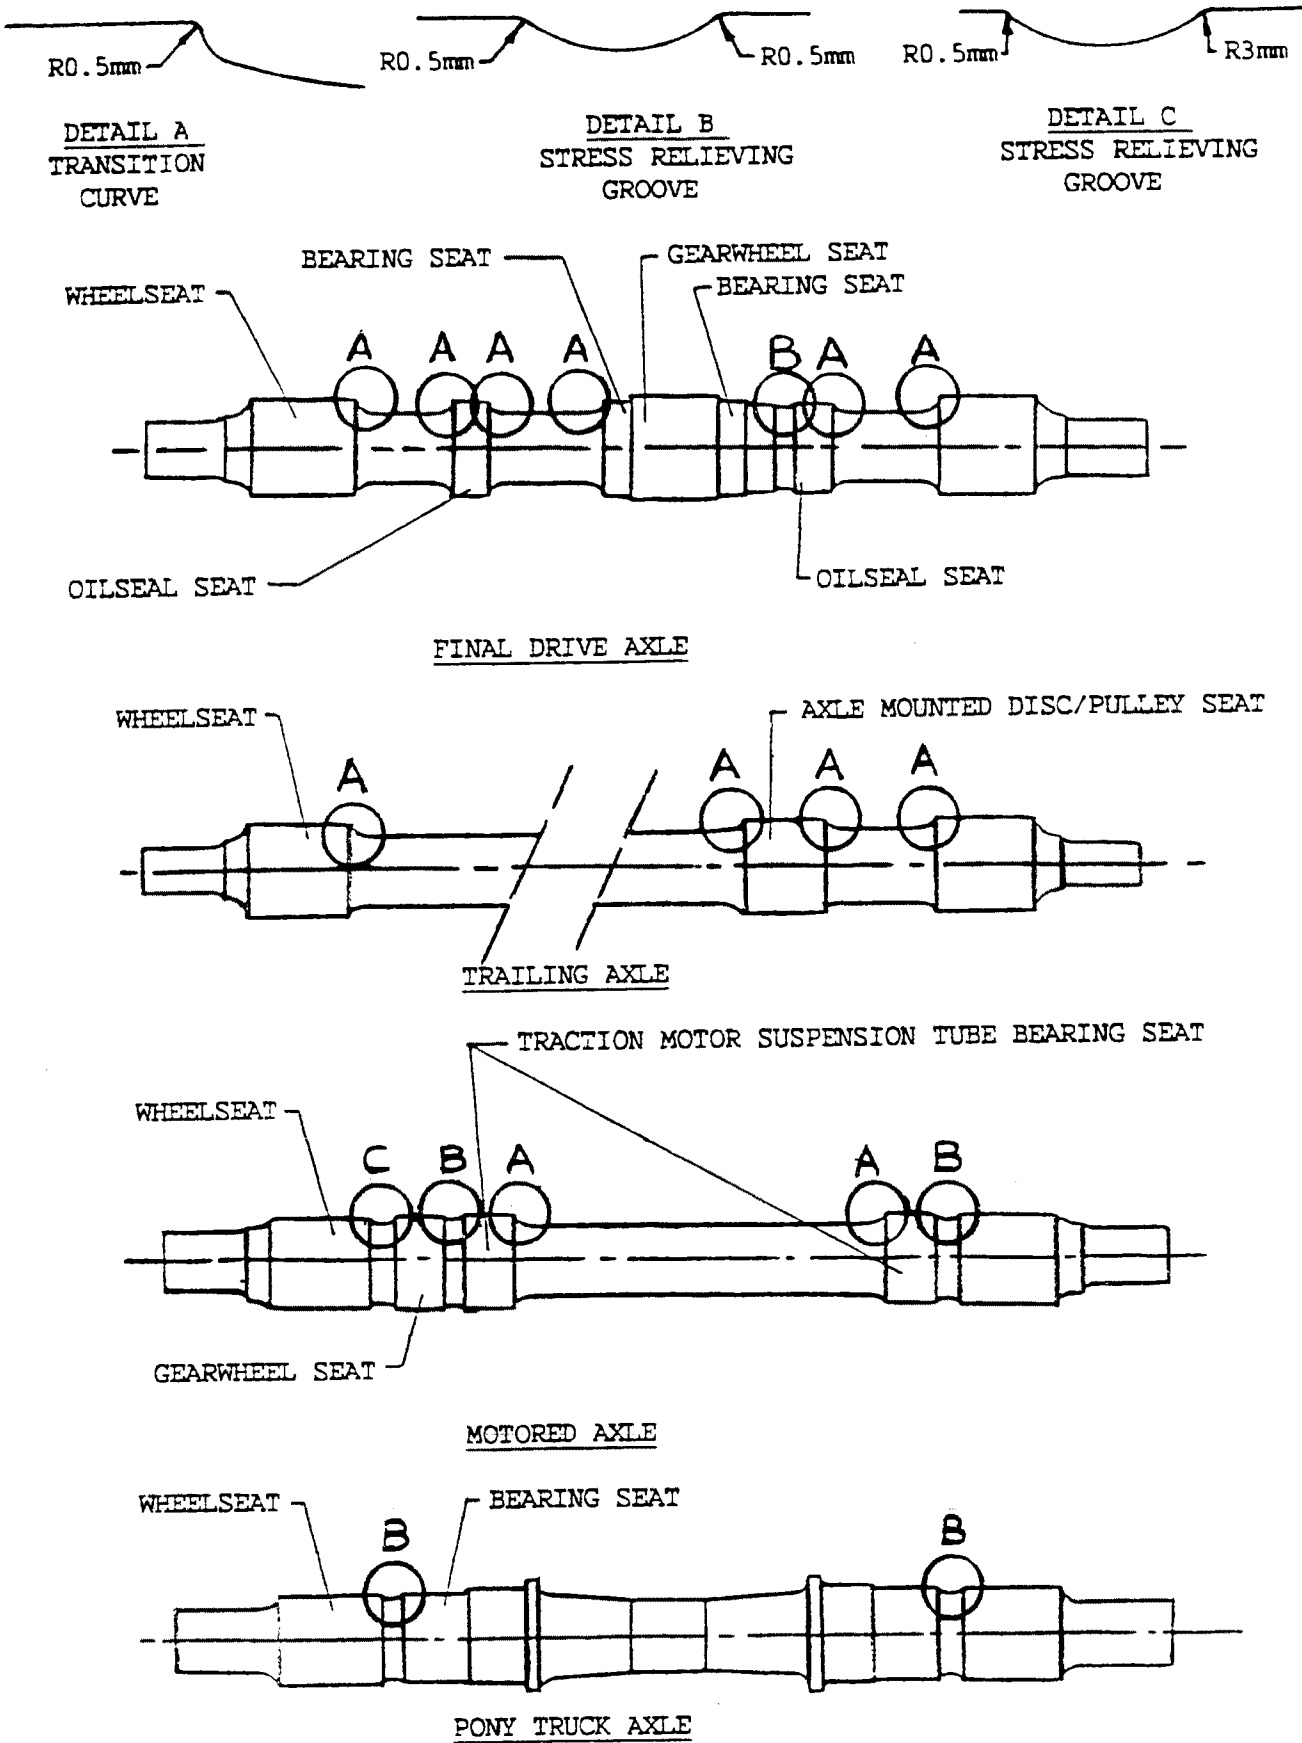 R0.5mm
R0.5mm
R0.5mm
R0.5mm
R3mm
DETAIL A
TRANSITION
CURVE
DETAIL B
STRESS RELIEVING
GROOVE
DETAIL C
STRESS RELIEVING
GROOVE
BEARING SEAT
GEARWHEEL SEAT
WHEELSEAT
BEARING SEAT
A A A A B A A
OILSEAL SEAT
OILSEAL SEAT
FINAL DRIVE AXLE
WHEELSEAT
AXLE MOUNTED DISC/PULLEY SEAT
A A A A
TRAILING AXLE
TRACTION MOTOR SUSPENSION TUBE BEARING SEAT
WHEELSEAT
C B A A B
GEARWHEEL SEAT
MOTORED AXLE
WHEELSEAT
BEARING SEAT
B B
PONY TRUCK AXLE